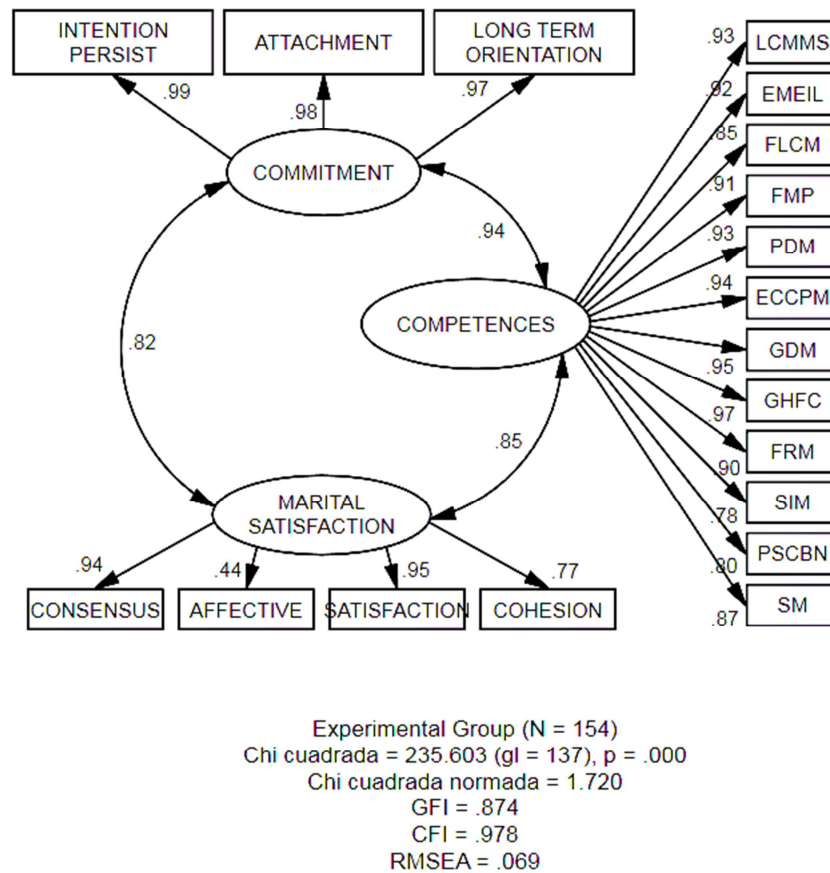 INTENTION
PERSIST
ATTACHMENT
LONG TERM
ORIENTATION
.99
.98
.97
COMMITMENT
.94
.82
COMPETENCES
.85
MARITAL
SATISFACTION
.94
.44
.95
.77
CONSENSUS
AFFECTIVE
SATISFACTION
COHESION
.93
LCMMS
.92
EMEIL
.85
FLCM
.91
FMP
.93
PDM
.94
ECCPM
GDM
.95
GHFC
.97
FRM
.90
SIM
.78
PSCBN
.80
SM
.87
Experimental Group (N = 154)
Chi cuadrada = 235.603 (gl = 137), p = .000
Chi cuadrada normada = 1.720
GFI = .874
CFI = .978
RMSEA = .069